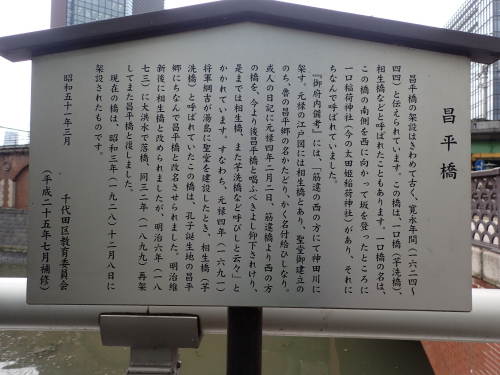 昌平橋
昌平橋の架設はきわめて古く、寛永年間(一六二四〜
四四)と伝えられています。この橋は、一口橋(芋洗橋)、
相生橋などと呼ばれたこともあります。一口橋の名は、
この橋の南側を西に向かって坂を登ったところに
一口稲荷神社(今の太田姫稲荷神社)があり、それに
ちなんで呼ばれていました。
『御府内備考』には、「筋違の西の方にて神田川に
架す。元禄の江戸図には相生橋とあり、聖堂御建立の
のち、魯の昌平郷の名かたどり、かく名付給ひしなり。
或人の日記に元禄四年二月二日、筋違橋より西の方
の橋を、今より後昌平橋と唱ふべきよし仰下されけり、
是までは相生橋、また芋洗橋など呼びしと云々」と
かかれています。すなわち、元禄四年(一六九一)
将軍綱吉が湯島に聖堂を建設したとき、相生橋(芋
洗橋)と呼ばれていたこの橋は、孔子誕生地の昌平
郷にちなんで昌平橋と改名させられました。明治維
新後に相生橋と改められましたが、明治六年(一八
七三)に大洪水で落橋、同三二年(一八九九)再架
してまた昌平橋と復しました。
現在の橋は、昭和三年(一九二八)十二月八日に
架設されたものです。
昭和五十一年三月
千代田区教育委員会
(平成二十五年七月補修)